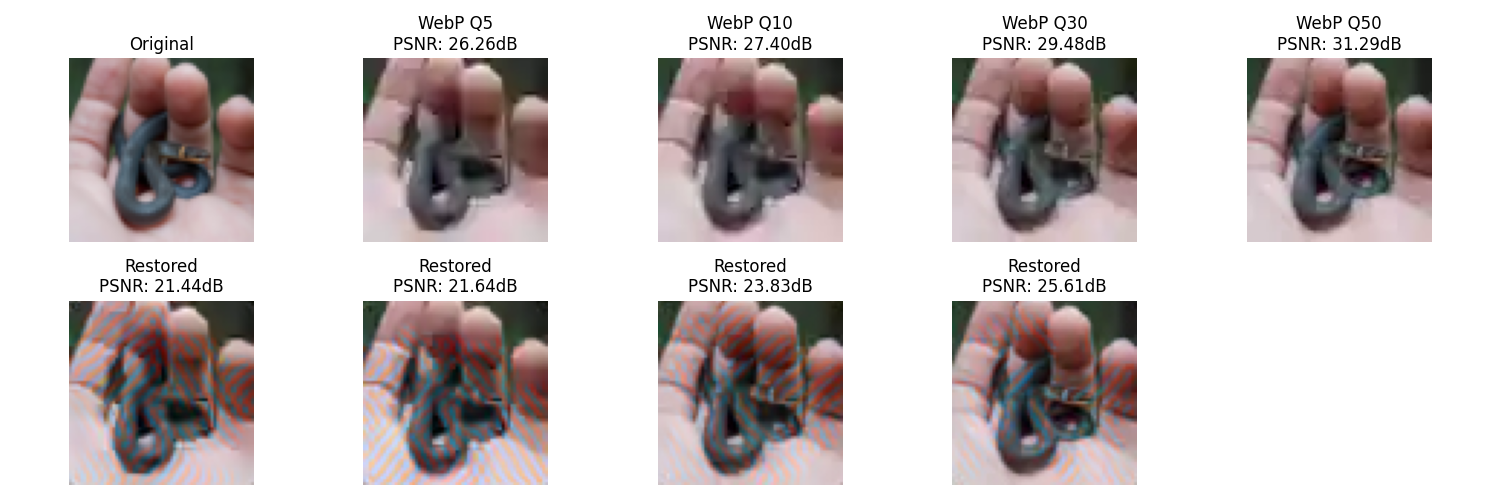 Original
WebP Q5
PSNR: 26.26dB
WebP Q10
PSNR: 27.40dB
WebP Q30
PSNR: 29.48dB
WebP Q50
PSNR: 31.29dB
Restored
PSNR: 21.44dB
Restored
PSNR: 21.64dB
Restored
PSNR: 23.83dB
Restored
PSNR: 25.61dB